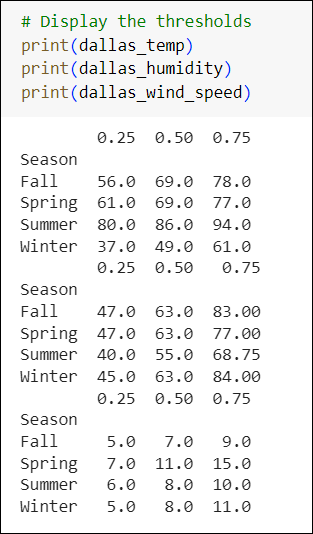 # Display the thresholds
print(dallas_temp)
print(dallas_humidity)
print(dallas_wind_speed)
0.25 0.50 0.75
Season
Fall 56.0 69.0 78.0
Spring 61.0 69.0 77.0
Summer 80.0 86.0 94.0
Winter 37.0 49.0 61.0
0.25 0.50 0.75
Season
Fall 47.0 63.0 83.00
Spring 47.0 63.0 77.00
Summer 40.0 55.0 68.75
Winter 45.0 63.0 84.00
0.25 0.50 0.75
Season
Fall 5.0 7.0 9.0
Spring 7.0 11.0 15.0
Summer 6.0 8.0 10.0
Winter 5.0 8.0 11.0